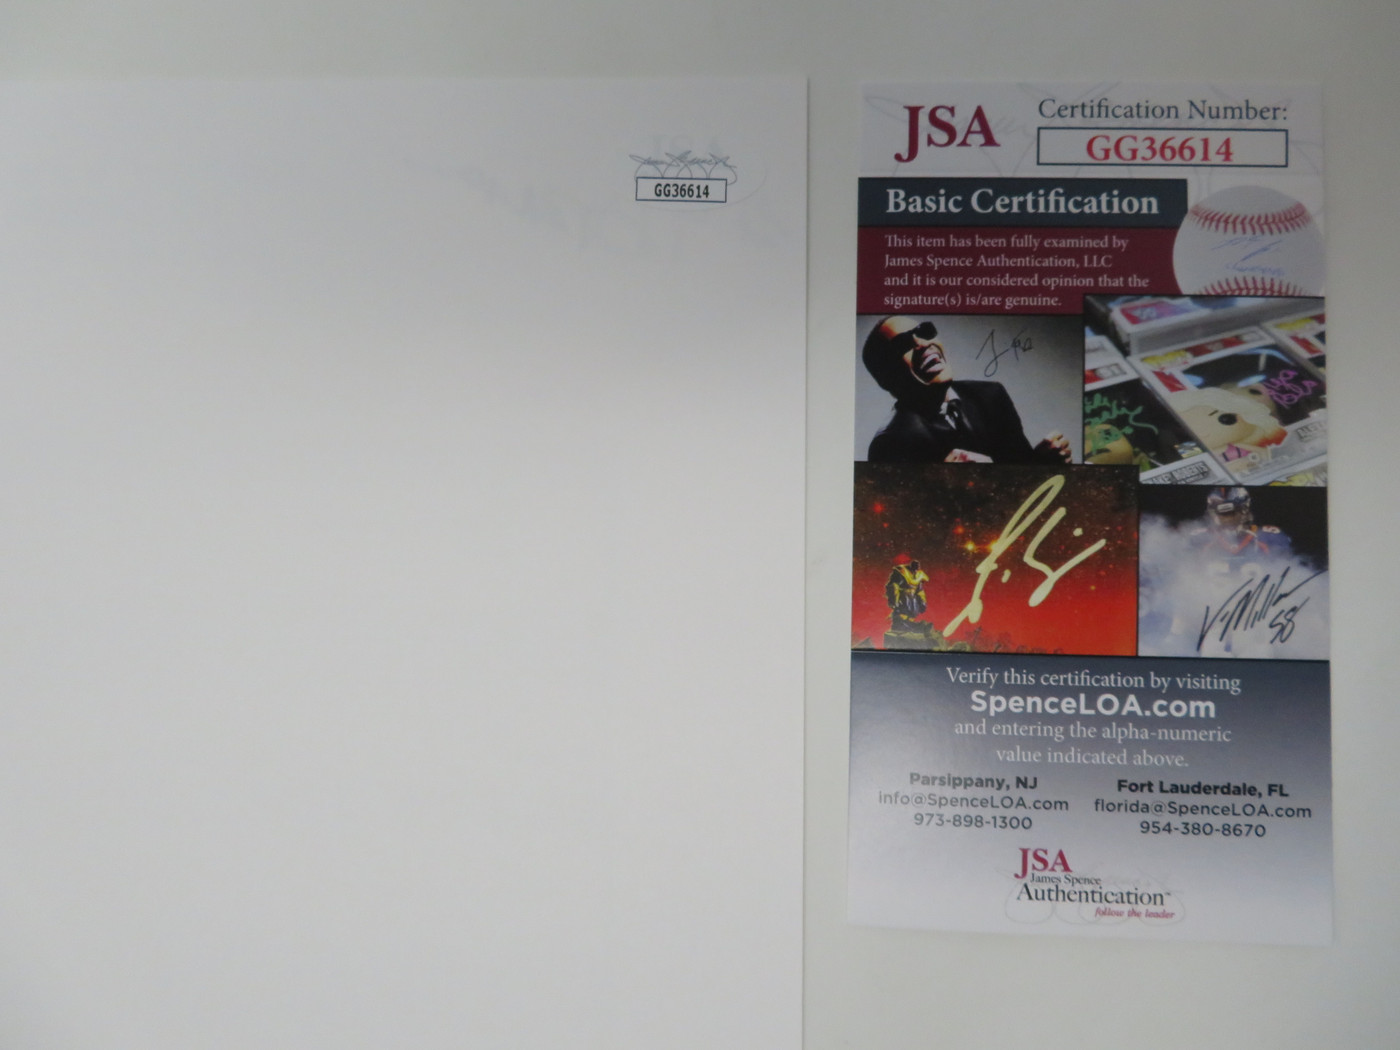 GG36614
JSA
Certification Number:
GG36614
Basic Certification
This item has been fully examined by
James Spence Authentication, LLC
and it is our considered opinion that the
signature(s) is/are genuine.
V. Miller
58
Verify this certification by visiting
SpenceLOA.com
and entering the alpha-numeric
value indicated above.
Parsippany, NJ
info@SpenceLOA.com
973-898-1300
Fort Lauderdale, FL
florida@SpenceLOA.com
954-380-8670
JSA
James Spence
Authentication™
follow the leader